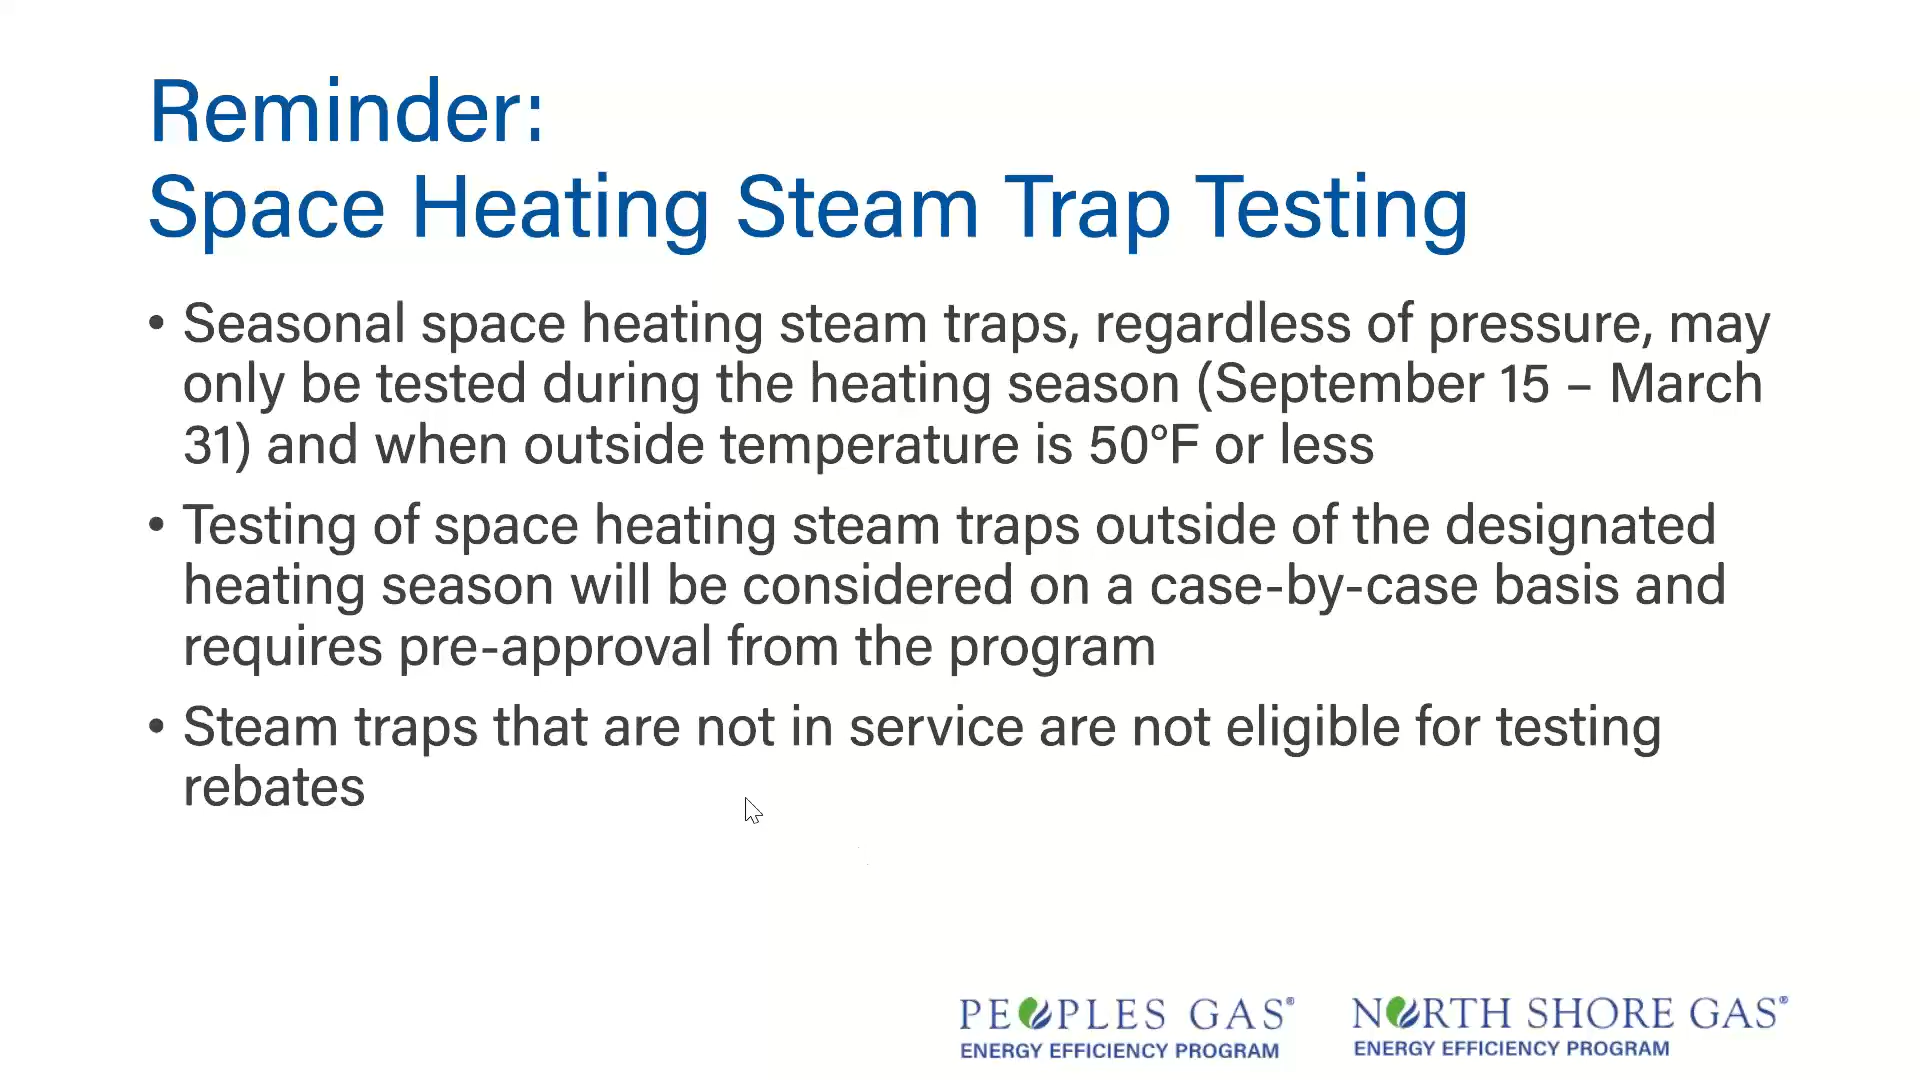 Reminder:
Space Heating Steam Trap Testing
• Seasonal space heating steam traps, regardless of pressure, may
only be tested during the heating season (September 15 – March
31) and when outside temperature is 50°F or less
• Testing of space heating steam traps outside of the designated
heating season will be considered on a case-by-case basis and
requires pre-approval from the program
• Steam traps that are not in service are not eligible for testing
rebates
PEOPLES GAS®
ENERGY EFFICIENCY PROGRAM
NORTH SHORE GAS®
ENERGY EFFICIENCY PROGRAM